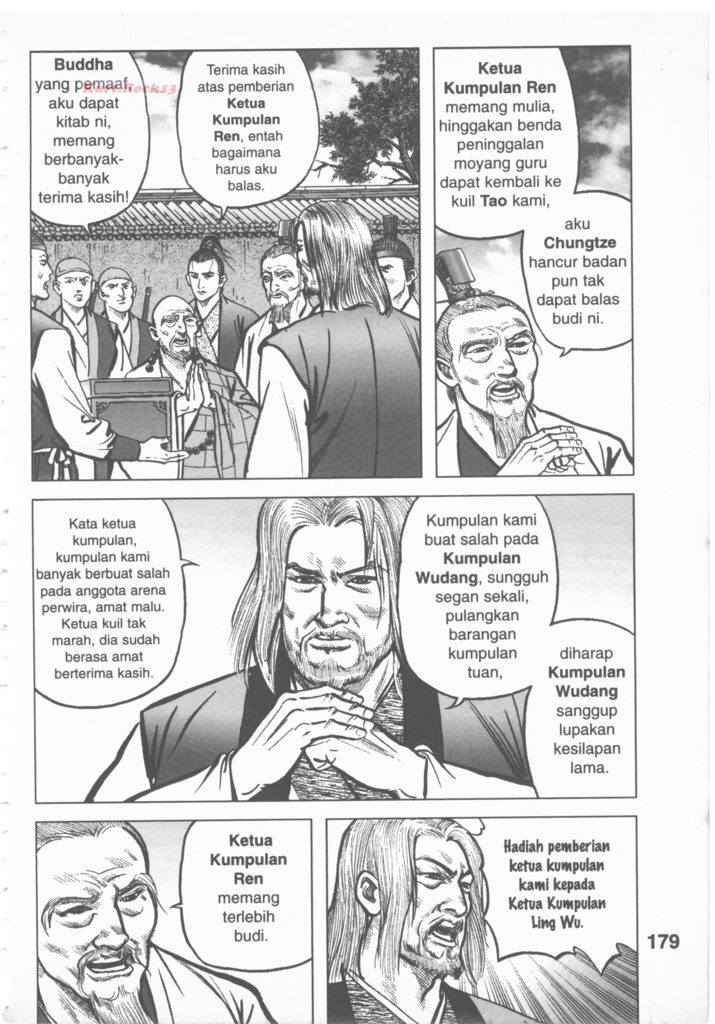 Buddha
yang pemaaf,
aku dapat
kitab ni,
memang
berbanyak-
banyak
terima kasih!
Terima kasih
atas pemberian
Ketua
Kumpulan
Ren, entah
bagaimana
harus aku
balas.
Ketua
Kumpulan Ren
memang mulia,
hinggakan benda
peninggalan
moyang guru
dapat kembali ke
kuil Tao kami,
aku
Chungtze
hancur badan
pun tak
dapat balas
budi ni.
Kata ketua
kumpulan,
kumpulan kami
banyak berbuat salah
pada anggota arena
perwira, amat malu.
Ketua kuil tak
marah, dia sudah
berasa amat
berterima kasih.
Kumpulan kami
buat salah pada
Kumpulan
Wudang, sungguh
segan sekali,
pulangkan
barangan
kumpulan
tuan,
diharap
Kumpulan
Wudang
sanggup
lupakan
kesilapan
lama.
Ketua
Kumpulan
Ren
memang
terlebih
budi.
Hadiah pemberian
ketua kumpulan
kami kepada
Ketua Kumpulan
Ling Wu.
179